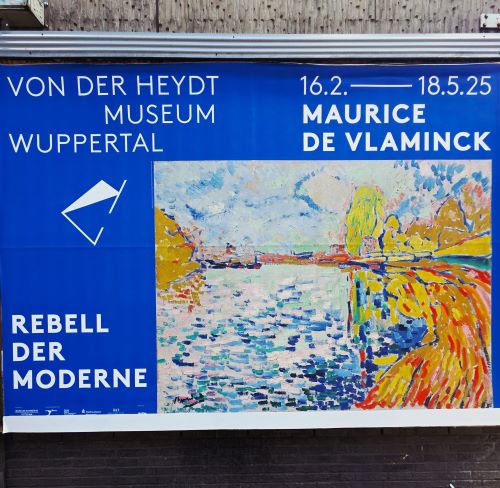 VON DER HEYDT
MUSEUM
WUPPERTAL
16.2.—18.5.25
MAURICE
DE VLAMINCK
REBELL
DER
MODERNE